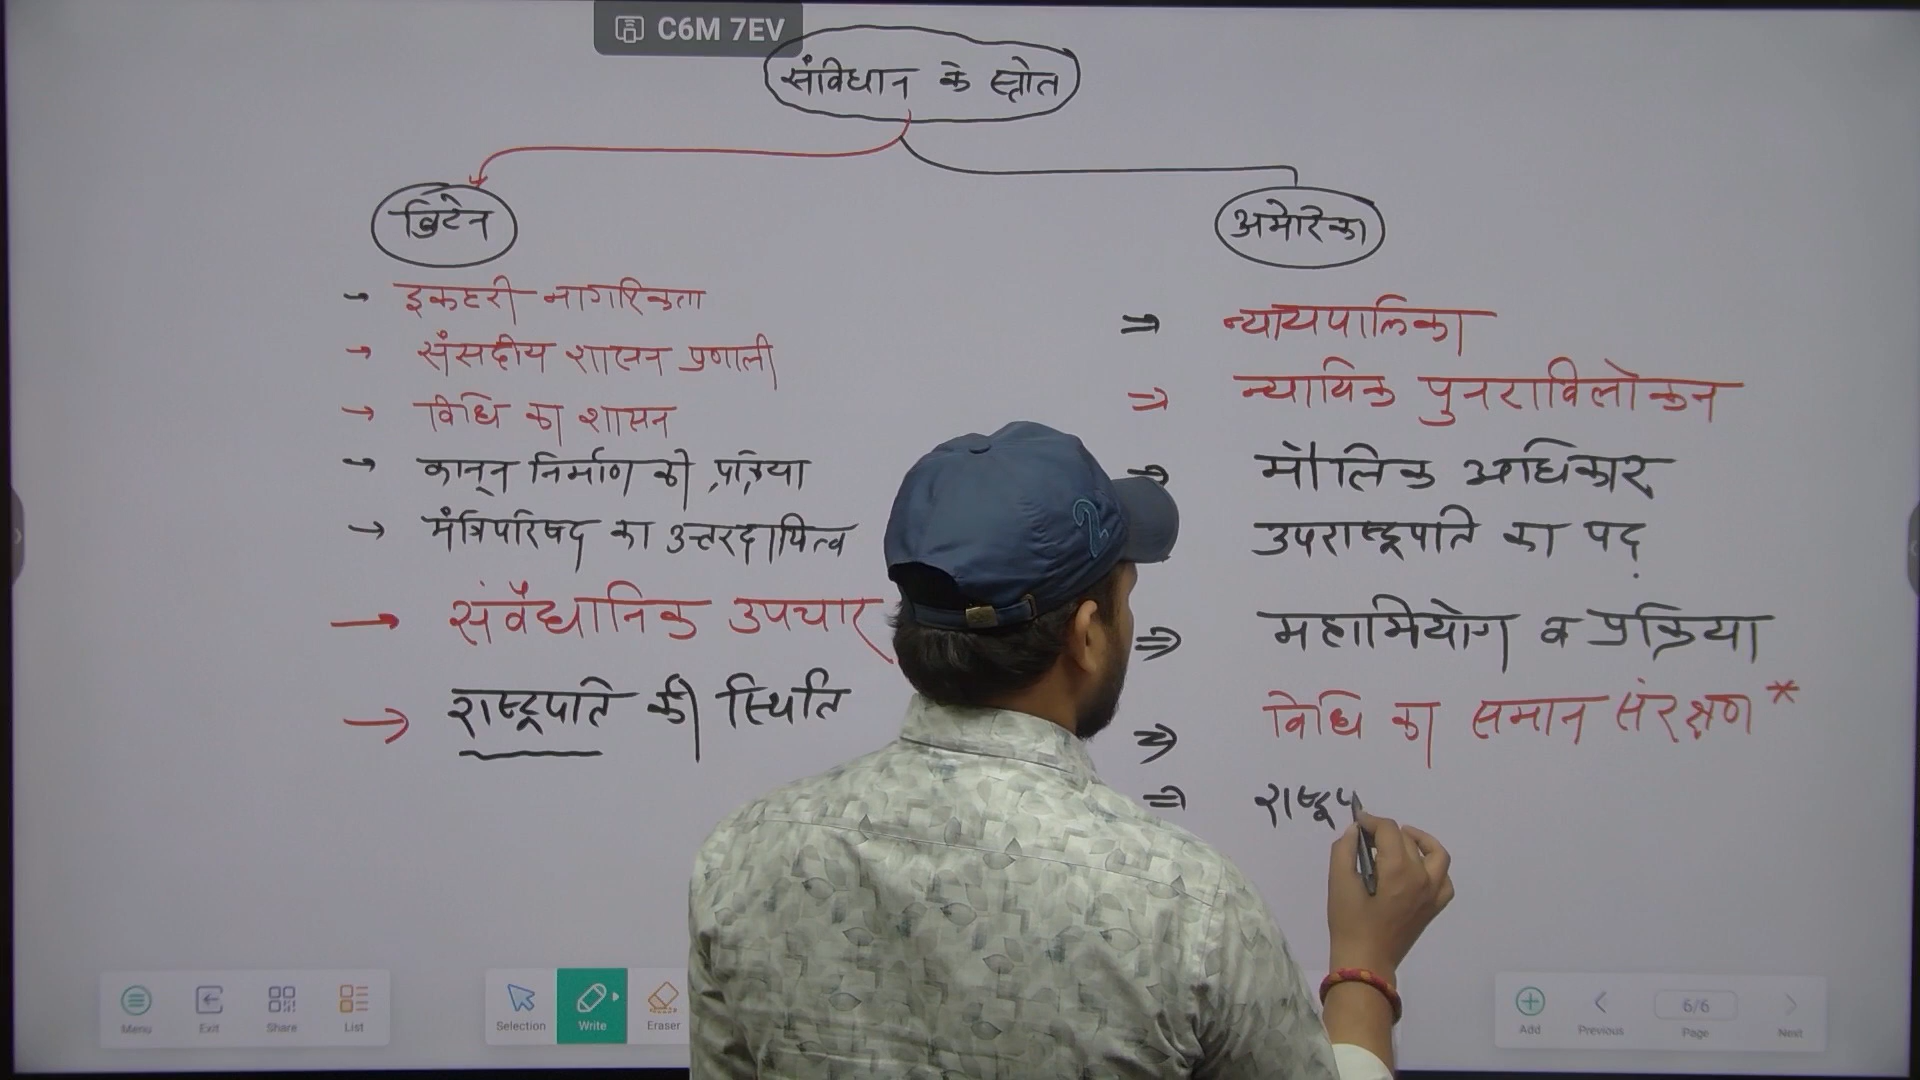 C6M 7EV
संविधान के स्त्रोत
ब्रिटेन
→ इकहरी नागरिकता
→ संसदीय शासन प्रणाली
→ विधि का शासन
→ कानून निर्माण की प्रक्रिया
→ मंत्रिपरिषद का उत्तरदायित्व
→ संवैधानिक उपचार
→ राष्ट्रपति की स्थिति
अमेरिका
⇒ न्यायपालिका
⇒ न्यायिक पुनराविलोकन
⇒ मौलिक अधिकार
उपराष्ट्रपति का पद
⇒ महाभियोग व प्रक्रिया
⇒ विधि का समान संरक्षण *
⇒ राष्ट्रप
Menu Exit Share List
Selection Write Eraser
Add Previous 6/6 Page Next